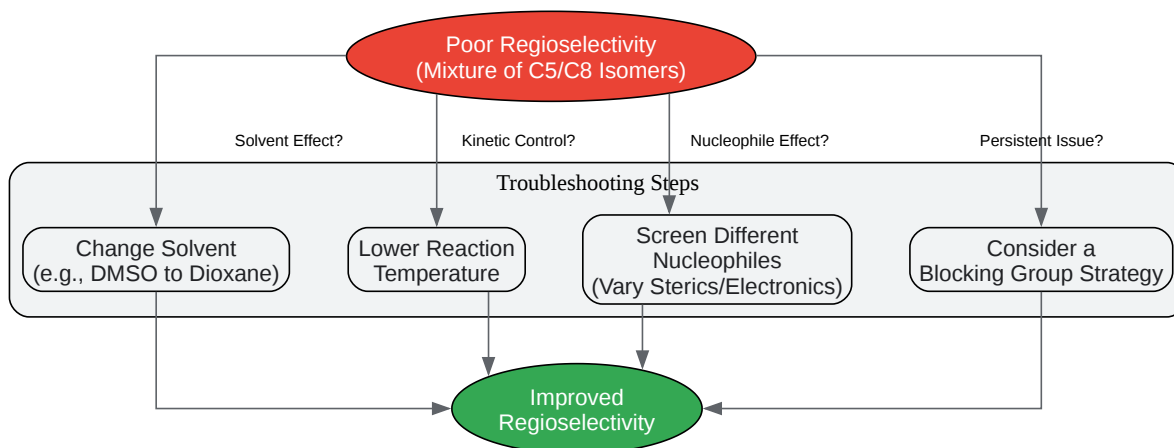 Poor Regioselectivity
(Mixture of C5/C8 Isomers)
Solvent Effect?
Kinetic Control?
Nucleophile Effect?
Persistent Issue?
Troubleshooting Steps
Change Solvent
(e.g., DMSO to Dioxane)
Lower Reaction
Temperature
Screen Different
Nucleophiles
(Vary Sterics/Electronics)
Consider a
Blocking Group Strategy
Improved
Regioselectivity